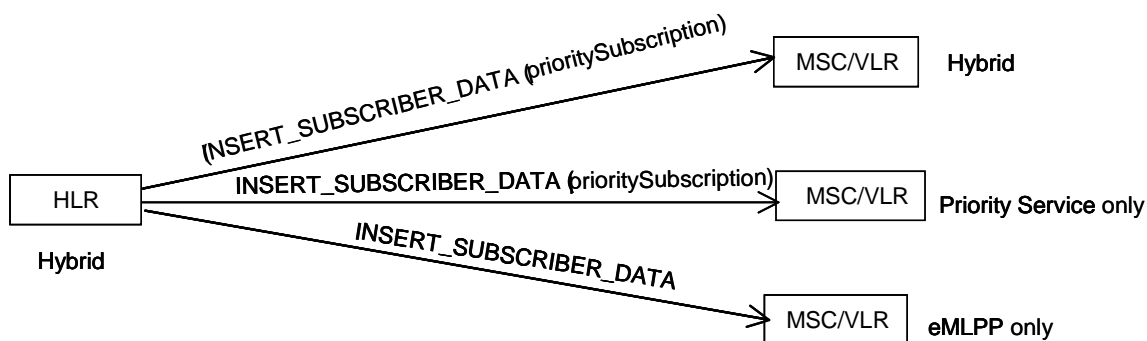 (INSERT_SUBSCRIBER_DATA (prioritySubscription)
MSC/VLR
Hybrid
INSERT_SUBSCRIBER_DATA (prioritySubscription)
MSC/VLR
Priority Service only
HLR
Hybrid
INSERT_SUBSCRIBER_DATA
MSC/VLR
eMLPP only